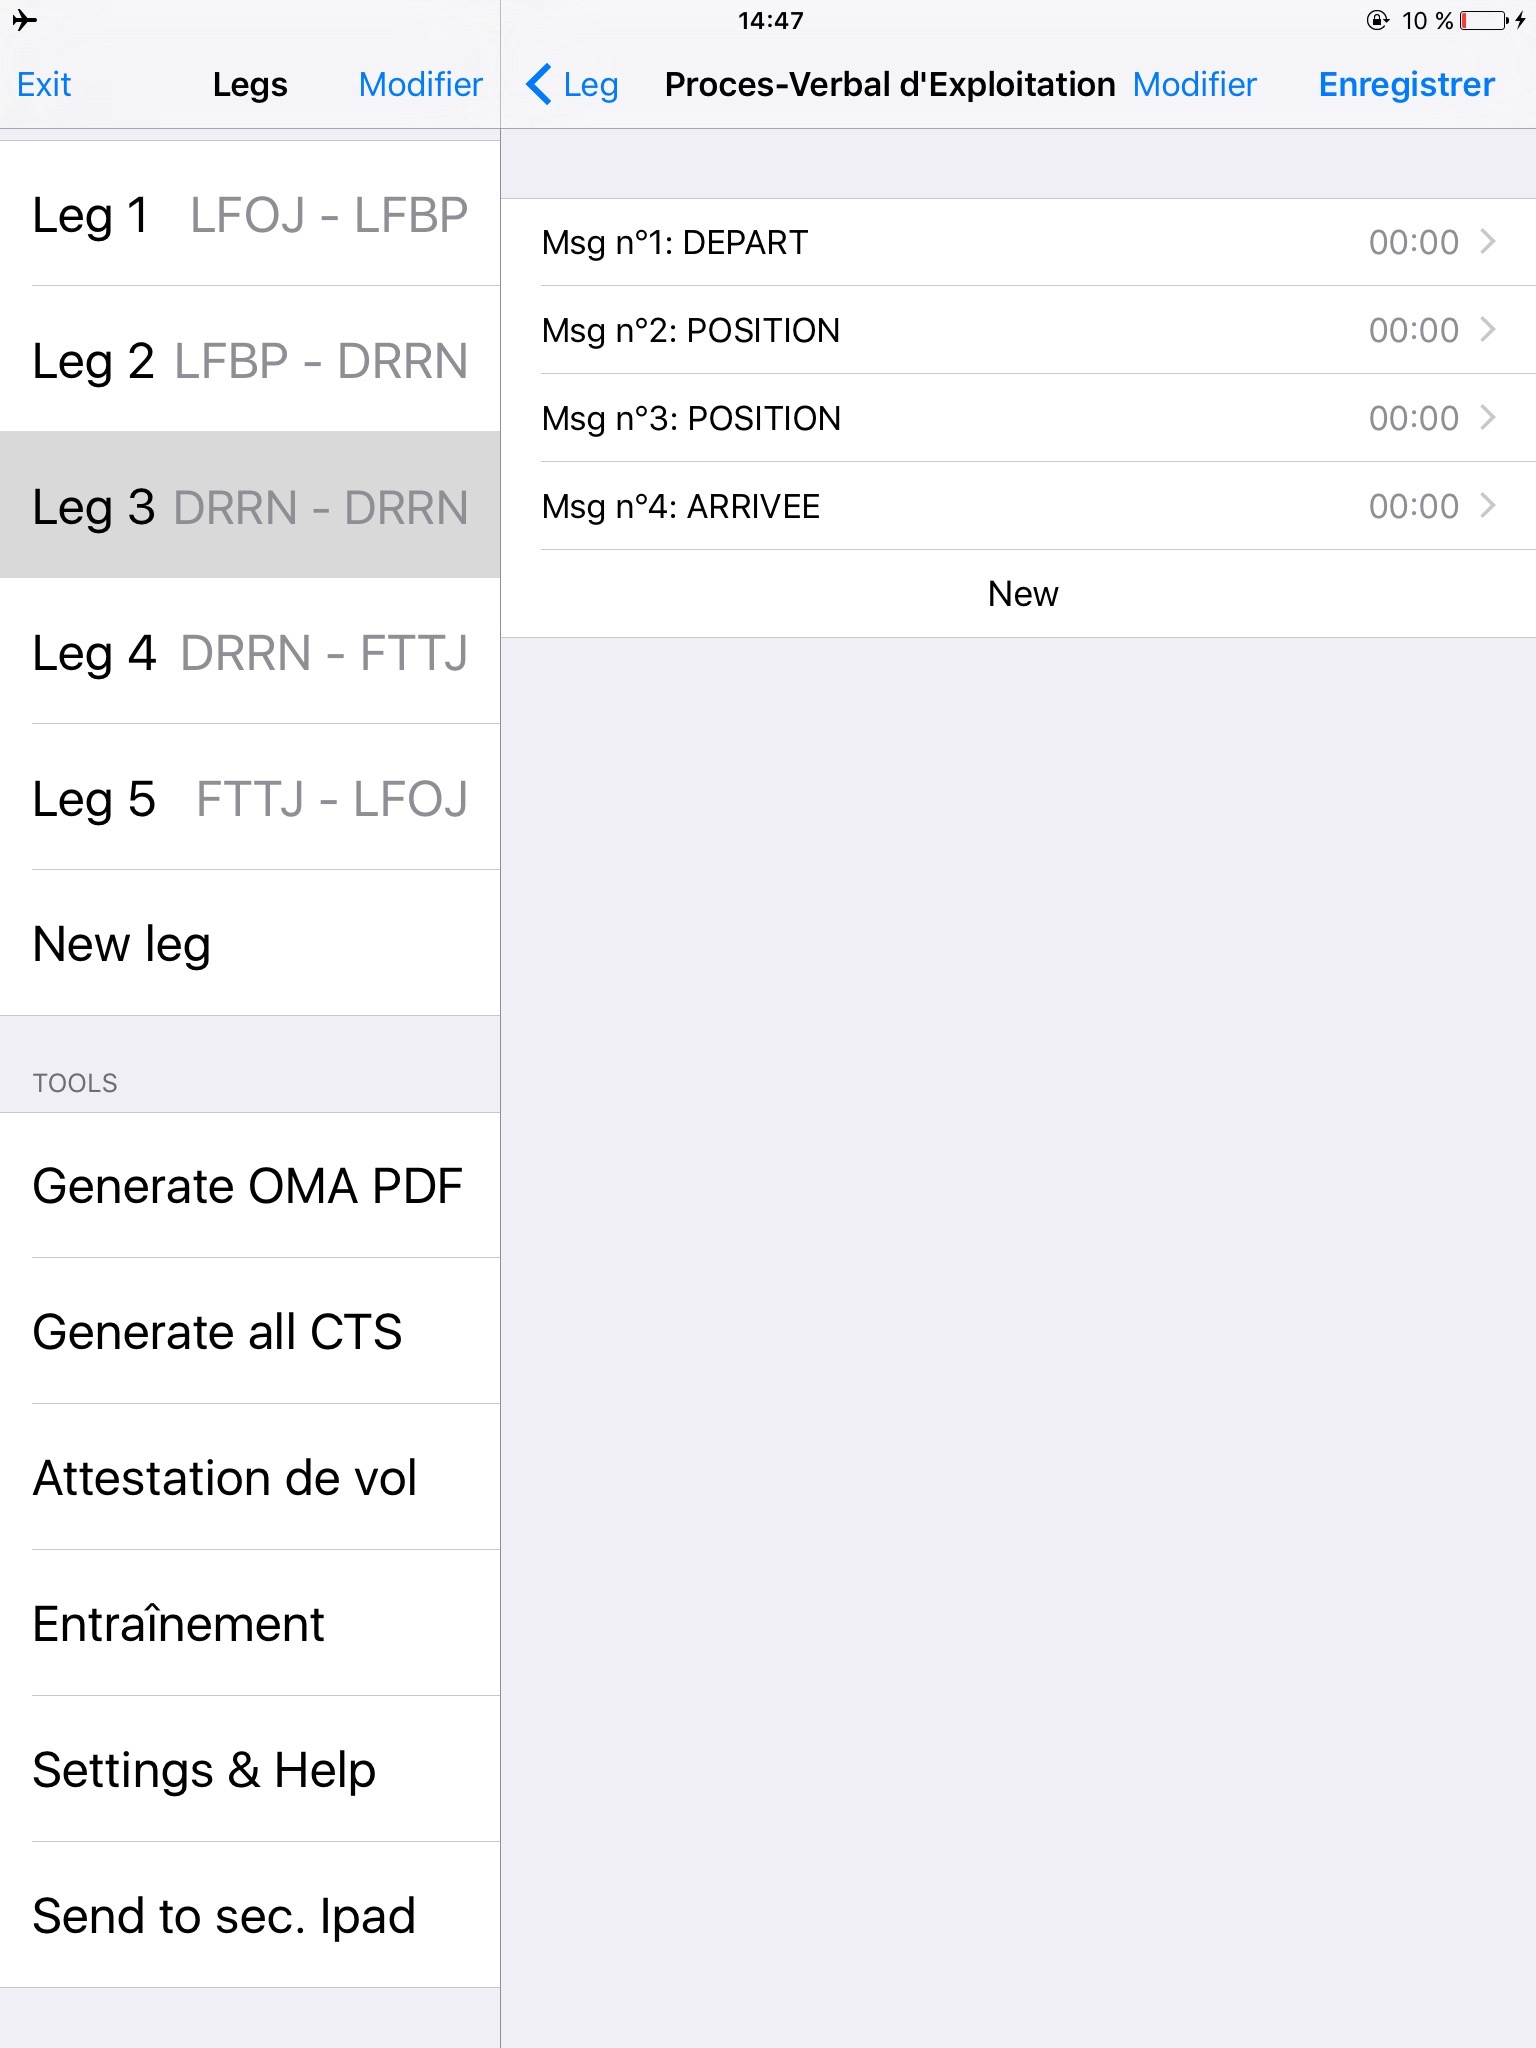 14:47
10 %
Exit
Legs
Modifier
Leg 1 LFOJ - LFBP
Leg 2 LFBP - DRRN
Leg 3 DRRN - DRRN
Leg 4 DRRN - FTTJ
Leg 5 FTTJ - LFOJ
New leg
TOOLS
Generate OMA PDF
Generate all CTS
Attestation de vol
Entraînement
Settings & Help
Send to sec. Ipad
Leg
Proces-Verbal d'Exploitation
Modifier
Enregistrer
Msg n°1: DEPART 00:00
Msg n°2: POSITION 00:00
Msg n°3: POSITION 00:00
Msg n°4: ARRIVEE 00:00
New